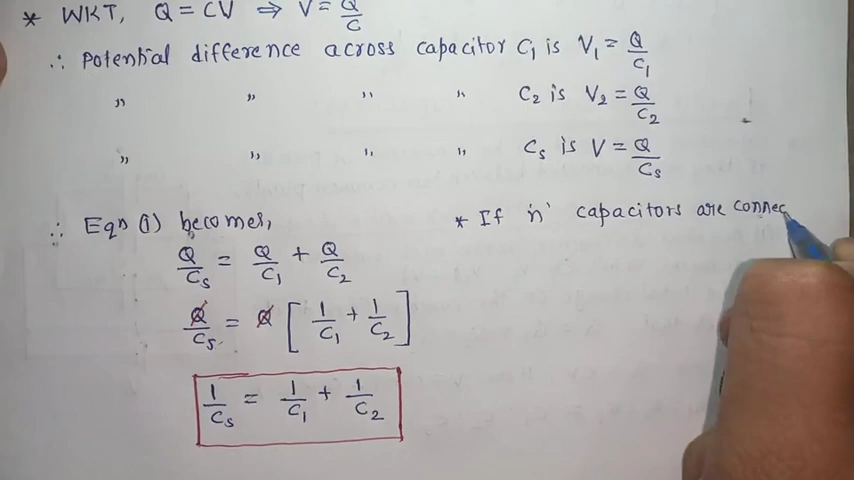 * WKT, Q = CV ⇒ V = Q/C
∴ Potential difference across capacitor C₁ is V₁ = Q/C₁
〃 〃 〃 〃 C₂ is V₂ = Q/C₂
〃 〃 〃 〃 Cₛ is V = Q/Cₛ
∴ Eqn (1) becomes,
Q/Cₛ = Q/C₁ + Q/C₂
Q/Cₛ = Q [ 1/C₁ + 1/C₂ ]
1/Cₛ = 1/C₁ + 1/C₂
* If 'n' capacitors are connec